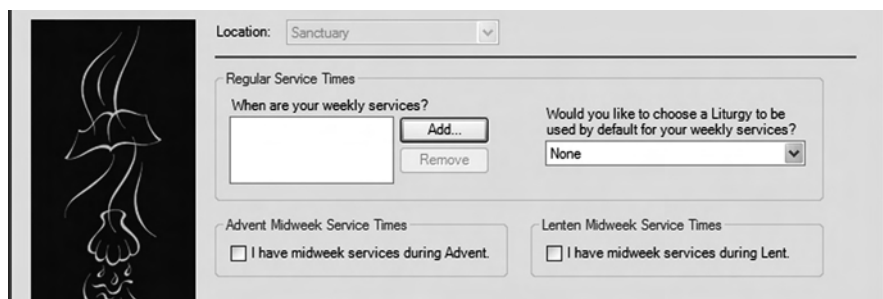 Location: Sanctuary
Regular Service Times
When are your weekly services?
Add...
Remove
Would you like to choose a Liturgy to be
used by default for your weekly services?
None
Advent Midweek Service Times
I have midweek services during Advent.
Lenten Midweek Service Times
I have midweek services during Lent.